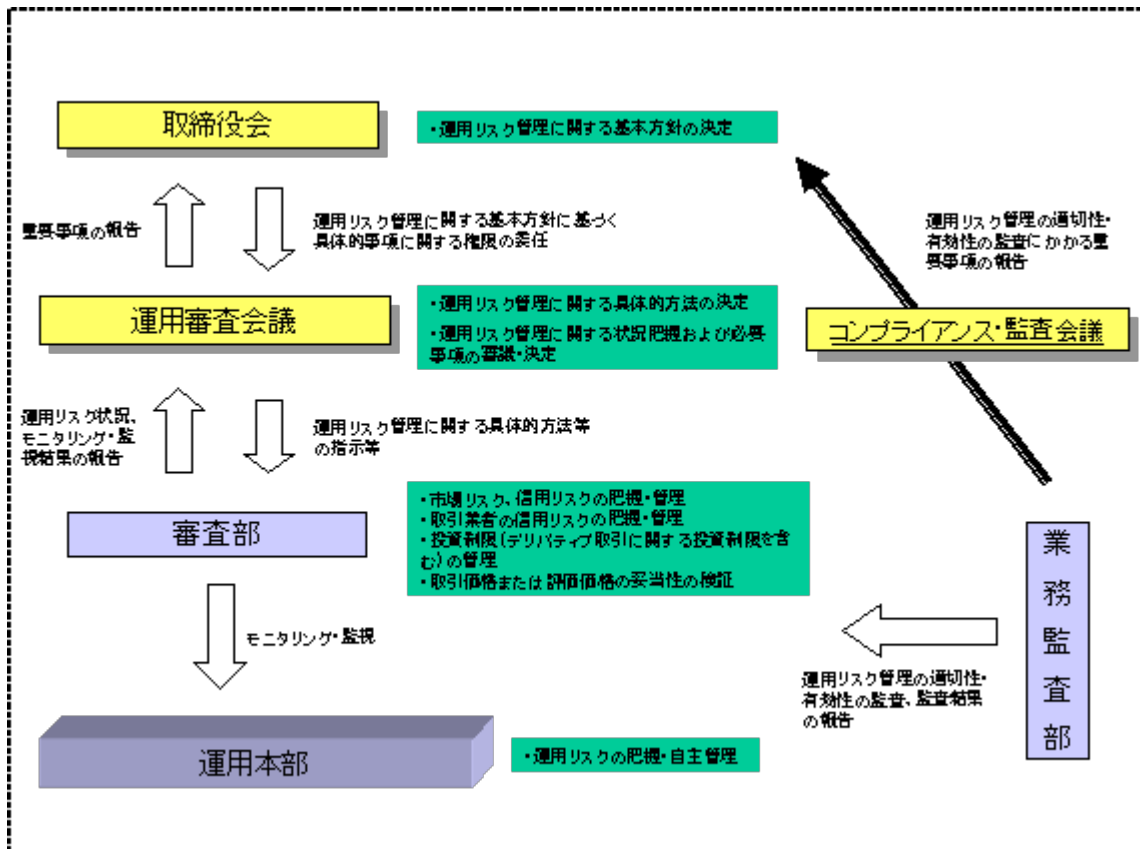 取締役会
・運用リスク管理に関する基本方針の決定
重要事項の報告
運用リスク管理に関する基本方針に基づく
具体的事項に関する権限の委任
運用リスク管理の適切性・
有効性の監査にかかる重
要事項の報告
運用審査会議
・運用リスク管理に関する具体的方法の決定
・運用リスク管理に関する状況把握および必要
事項の審議・決定
コンプライアンス・監査会議
運用リスク状況、
モニタリング・監
視結果の報告
運用リスク管理に関する具体的方法等
の指示等
審査部
・市場リスク、信用リスクの把握・管理
・取引業者の信用リスクの把握・管理
・投資制限(デリバティブ取引に関する投資制限を含
む)の管理
・取引価格または評価価格の妥当性の検証
業務監査部
モニタリング・監視
運用リスク管理の適切性・
有効性の監査、監査結果
の報告
運用本部
・運用リスクの把握・自主管理